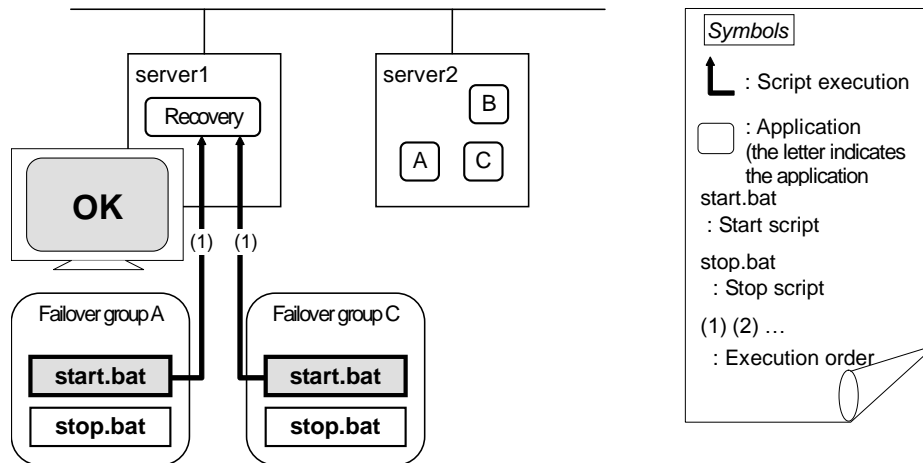 server1
Recovery
server2
B
A
C
OK
(1)
(1)
Failover group A
start.bat
stop.bat
Failover group C
start.bat
stop.bat
Symbols
: Script execution
: Application
(the letter indicates
the application
start.bat
: Start script
stop.bat
: Stop script
(1) (2) …
: Execution order